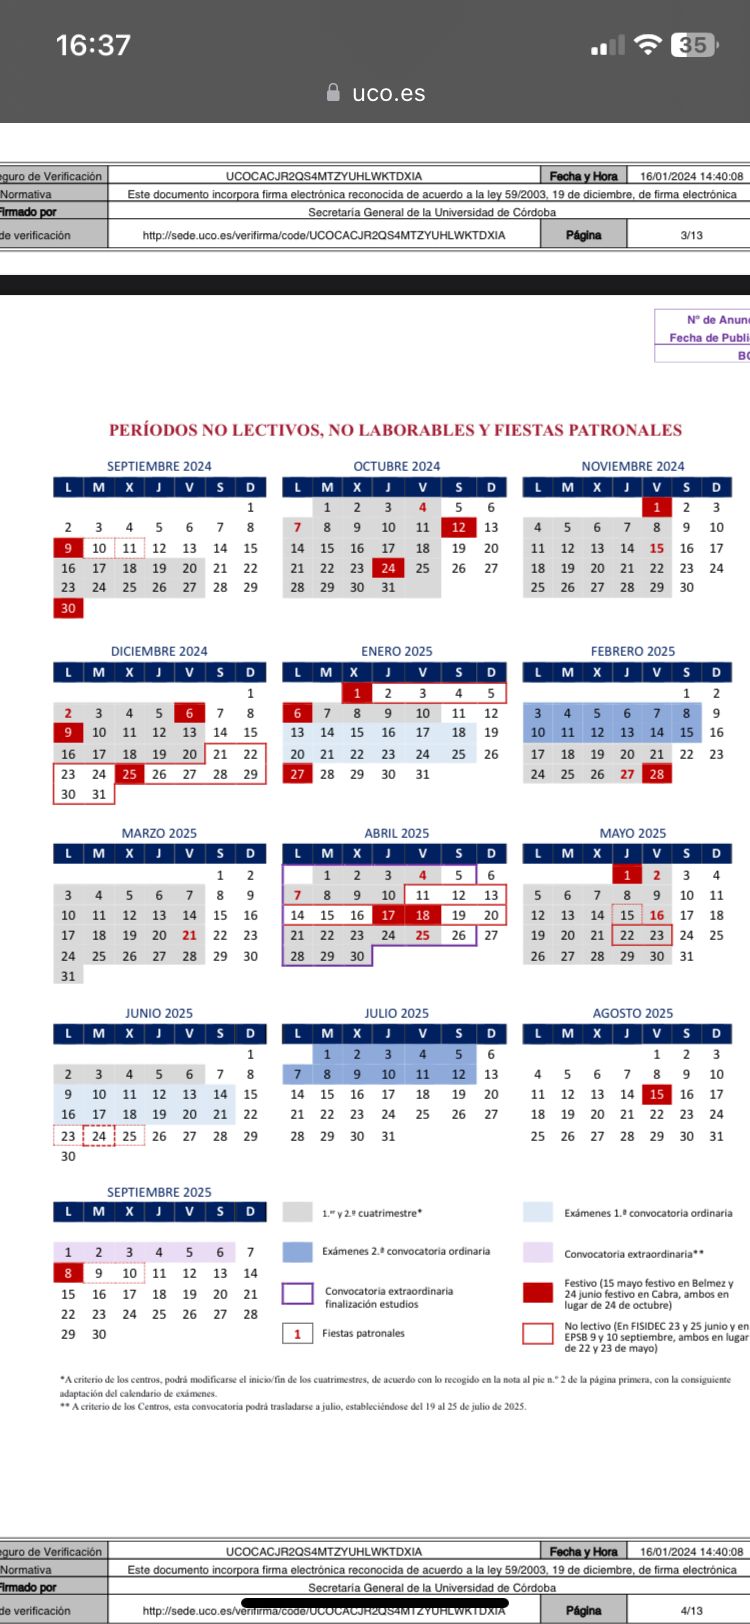 16:37
35
uco.es
eguro de Verificación UCOCACJR2QS4MTZYUHLWKTDXIA Fecha y Hora 16/01/2024 14:40:08
Normativa Este documento incorpora firma electrónica reconocida de acuerdo a la ley 59/2003, 19 de diciembre, de firma electrónica
Firmado por Secretaría General de la Universidad de Córdoba
de verificación http://sede.uco.es/verifirma/code/UCOCACJR2QS4MTZYUHLWKTDXIA Página 3/13
Nº de Anun
Fecha de Publi
BO
PERÍODOS NO LECTIVOS, NO LABORABLES Y FIESTAS PATRONALES
SEPTIEMBRE 2024
L M X J V S D
1
2 3 4 5 6 7 8
9 10 11 12 13 14 15
16 17 18 19 20 21 22
23 24 25 26 27 28 29
30
OCTUBRE 2024
L M X J V S D
1 2 3 4 5 6
7 8 9 10 11 12 13
14 15 16 17 18 19 20
21 22 23 24 25 26 27
28 29 30 31
NOVIEMBRE 2024
L M X J V S D
1 2 3
4 5 6 7 8 9 10
11 12 13 14 15 16 17
18 19 20 21 22 23 24
25 26 27 28 29 30
DICIEMBRE 2024
L M X J V S D
1
2 3 4 5 6 7 8
9 10 11 12 13 14 15
16 17 18 19 20 21 22
23 24 25 26 27 28 29
30 31
ENERO 2025
L M X J V S D
1 2 3 4 5
6 7 8 9 10 11 12
13 14 15 16 17 18 19
20 21 22 23 24 25 26
27 28 29 30 31
FEBRERO 2025
L M X J V S D
1 2
3 4 5 6 7 8 9
10 11 12 13 14 15 16
17 18 19 20 21 22 23
24 25 26 27 28
MARZO 2025
L M X J V S D
1 2
3 4 5 6 7 8 9
10 11 12 13 14 15 16
17 18 19 20 21 22 23
24 25 26 27 28 29 30
31
ABRIL 2025
L M X J V S D
1 2 3 4 5 6
7 8 9 10 11 12 13
14 15 16 17 18 19 20
21 22 23 24 25 26 27
28 29 30
MAYO 2025
L M X J V S D
1 2 3 4
5 6 7 8 9 10 11
12 13 14 15 16 17 18
19 20 21 22 23 24 25
26 27 28 29 30 31
JUNIO 2025
L M X J V S D
1
2 3 4 5 6 7 8
9 10 11 12 13 14 15
16 17 18 19 20 21 22
23 24 25 26 27 28 29
30
JULIO 2025
L M X J V S D
1 2 3 4 5 6
7 8 9 10 11 12 13
14 15 16 17 18 19 20
21 22 23 24 25 26 27
28 29 30 31
AGOSTO 2025
L M X J V S D
1 2 3
4 5 6 7 8 9 10
11 12 13 14 15 16 17
18 19 20 21 22 23 24
25 26 27 28 29 30 31
SEPTIEMBRE 2025
L M X J V S D
1 2 3 4 5 6 7
8 9 10 11 12 13 14
15 16 17 18 19 20 21
22 23 24 25 26 27 28
29 30
1.er y 2.º cuatrimestre*
Exámenes 1.ª convocatoria ordinaria
Exámenes 2.ª convocatoria ordinaria
Convocatoria extraordinaria**
Convocatoria extraordinaria
finalización estudios
Festivo (15 mayo festivo en Belmez y
24 junio festivo en Cabra, ambos en
lugar de 24 de octubre)
1 Fiestas patronales
No lectivo (En FISIDEC 23 y 25 junio y en
EPSB 9 y 10 septiembre, ambos en lugar
de 22 y 23 de mayo)
*A criterio de los centros, podrá modificarse el inicio/fin de los cuatrimestres, de acuerdo con lo recogido en la nota al pie n.º 2 de la página primera, con la consiguiente
adaptación del calendario de exámenes.
** A criterio de los Centros, esta convocatoria podrá trasladarse a julio, estableciéndose del 19 al 25 de julio de 2025.
eguro de Verificación UCOCACJR2QS4MTZYUHLWKTDXIA Fecha y Hora 16/01/2024 14:40:08
Normativa Este documento incorpora firma electrónica reconocida de acuerdo a la ley 59/2003, 19 de diciembre, de firma electrónica
Firmado por Secretaría General de la Universidad de Córdoba
de verificación http://sede.uco.es/verifirma/code/UCOCACJR2QS4MTZYUHLWKTDXIA Página 4/13